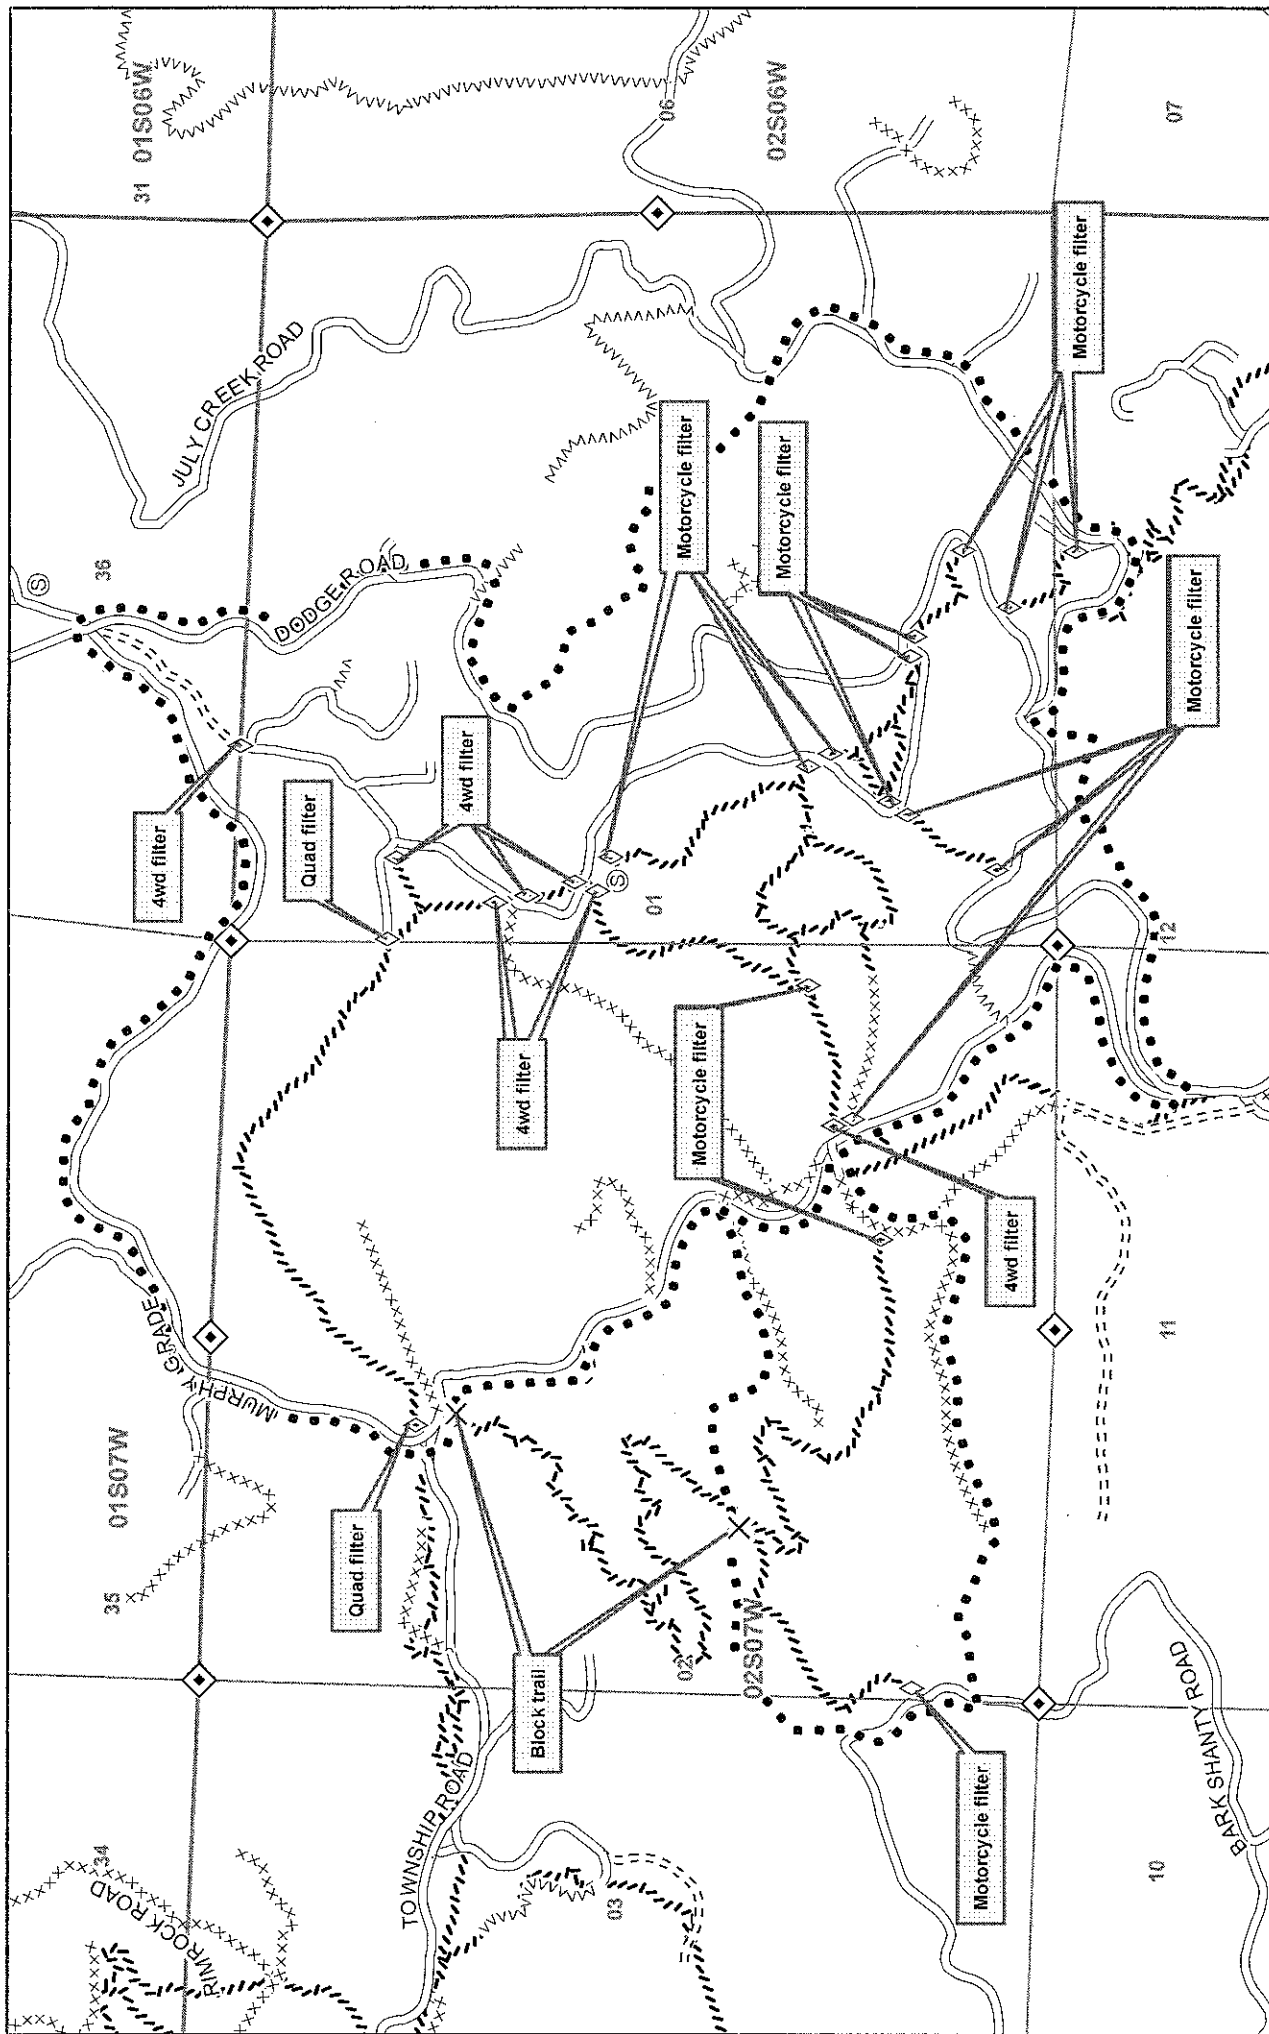 34
35
36
31
01S07W
01S06W
Ⓢ
RIMROCK ROAD
MURPHY GRADE
4wd filter
JULY CREEK ROAD
DODGE ROAD
Quad filter
Quad filter
TOWNSHIP ROAD
4wd filter
4wd filter
Block trail
03
Ⓢ
01
02
06
Motorcycle filter
Motorcycle filter
02S07W
02S06W
Motorcycle filter
Motorcycle filter
4wd filter
Motorcycle filter
10
11
12
07
BARK SHANTY ROAD
Motorcycle filter